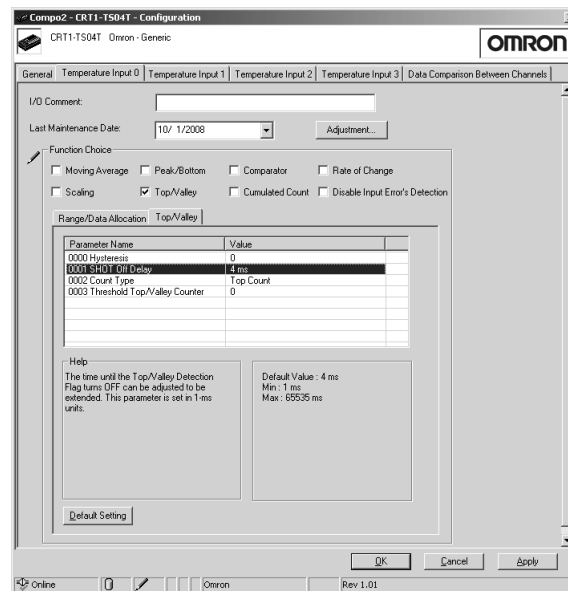 Compo2 - CRT1-TS04T - Configuration
CRT1-TS04T Omron - Generic
OMRON
General Temperature Input 0 Temperature Input 1 Temperature Input 2 Temperature Input 3 Data Comparison Between Channels
I/O Comment:
Last Maintenance Date: 10/ 1/2008 Adjustment...
Function Choice
Moving Average Peak/Bottom Comparator Rate of Change
Scaling Top/Valley Cumulated Count Disable Input Error's Detection
Range/Data Allocation Top/Valley
Parameter Name Value
0000 Hysteresis 0
0001 SHOT Off Delay 4 ms
0002 Count Type Top Count
0003 Threshold Top/Valley Counter 0
Help
The time until the Top/Valley Detection
Flag turns OFF can be adjusted to be
extended. This parameter is set in 1-ms
units.
Default Value : 4 ms
Min : 1 ms
Max : 65535 ms
Default Setting
OK Cancel Apply
Online Omron Rev 1.01